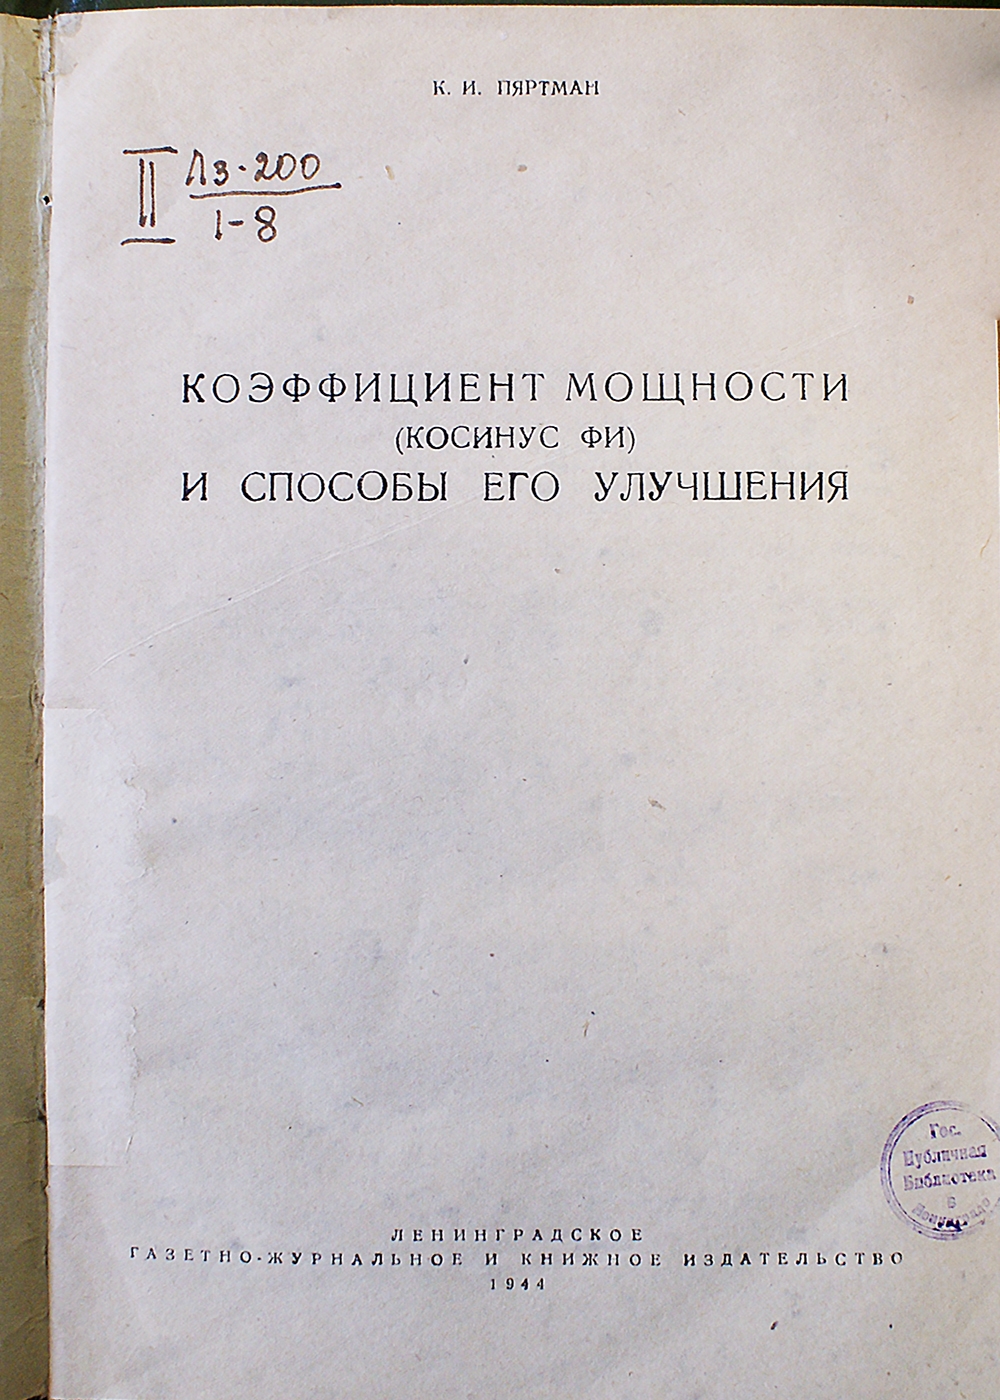 К. И. ПЯРТМАН
II Лз-200
1-8
КОЭФФИЦИЕНТ МОЩНОСТИ
(КОСИНУС ФИ)
И СПОСОБЫ ЕГО УЛУЧШЕНИЯ
Гос.
Публичная
Библиотека
в
Ленинграде
ЛЕНИНГРАДСКОЕ
ГАЗЕТНО-ЖУРНАЛЬНОЕ И КНИЖНОЕ ИЗДАТЕЛЬСТВО
1944